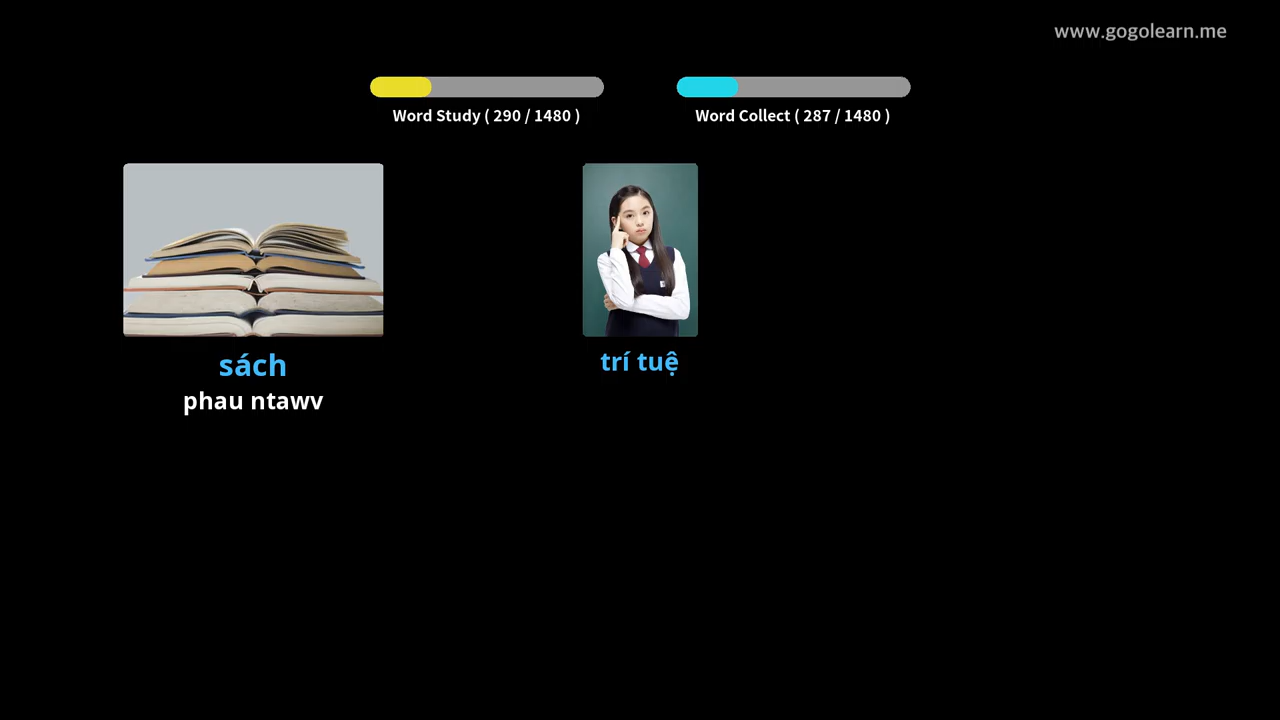 www.gogolearn.me
Word Study ( 290 / 1480 )
Word Collect ( 287 / 1480 )
sách
phau ntawv
trí tuệ